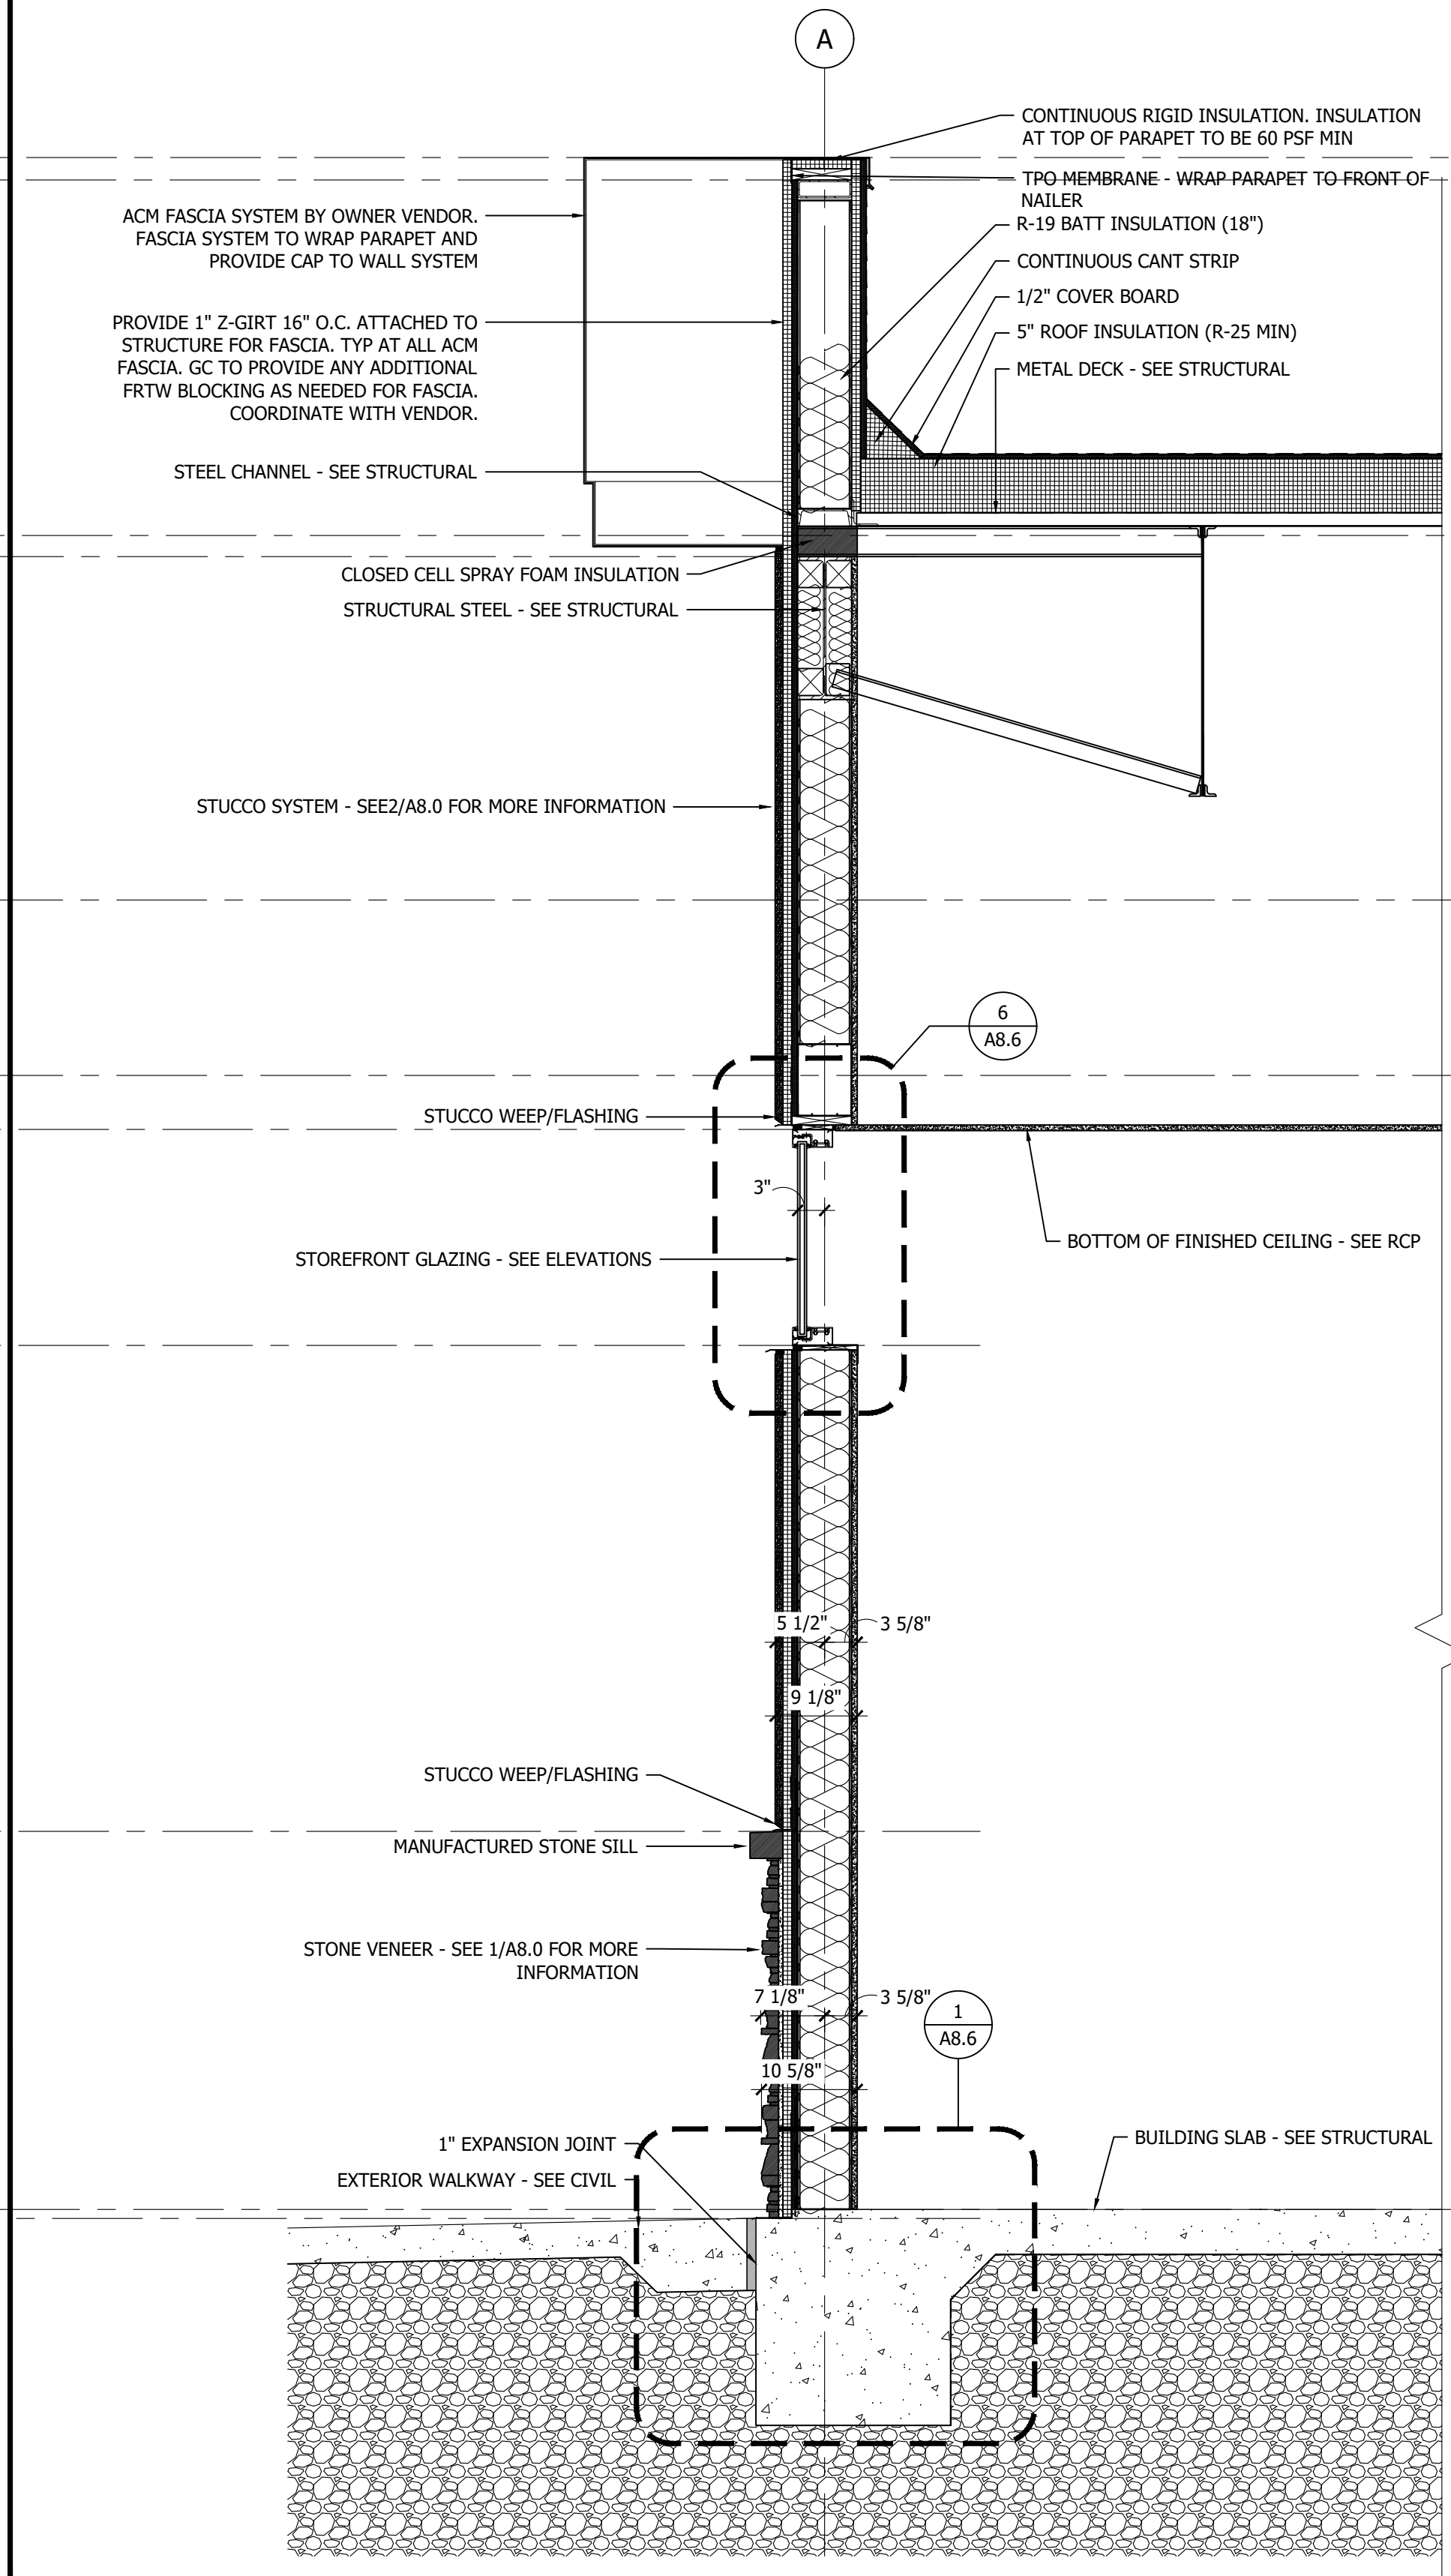 A
CONTINUOUS RIGID INSULATION. INSULATION
AT TOP OF PARAPET TO BE 60 PSF MIN
TPO MEMBRANE - WRAP PARAPET TO FRONT OF
NAILER
R-19 BATT INSULATION (18")
CONTINUOUS CANT STRIP
1/2" COVER BOARD
5" ROOF INSULATION (R-25 MIN)
METAL DECK - SEE STRUCTURAL
ACM FASCIA SYSTEM BY OWNER VENDOR.
FASCIA SYSTEM TO WRAP PARAPET AND
PROVIDE CAP TO WALL SYSTEM
PROVIDE 1" Z-GIRT 16" O.C. ATTACHED TO
STRUCTURE FOR FASCIA. TYP AT ALL ACM
FASCIA. GC TO PROVIDE ANY ADDITIONAL
FRTW BLOCKING AS NEEDED FOR FASCIA.
COORDINATE WITH VENDOR.
STEEL CHANNEL - SEE STRUCTURAL
CLOSED CELL SPRAY FOAM INSULATION
STRUCTURAL STEEL - SEE STRUCTURAL
STUCCO SYSTEM - SEE2/A8.0 FOR MORE INFORMATION
6
A8.6
STUCCO WEEP/FLASHING
3"
STOREFRONT GLAZING - SEE ELEVATIONS
BOTTOM OF FINISHED CEILING - SEE RCP
5 1/2"
3 5/8"
9 1/8"
STUCCO WEEP/FLASHING
MANUFACTURED STONE SILL
STONE VENEER - SEE 1/A8.0 FOR MORE
INFORMATION
7 1/8"
3 5/8"
1
A8.6
10 5/8"
1" EXPANSION JOINT
EXTERIOR WALKWAY - SEE CIVIL
BUILDING SLAB - SEE STRUCTURAL